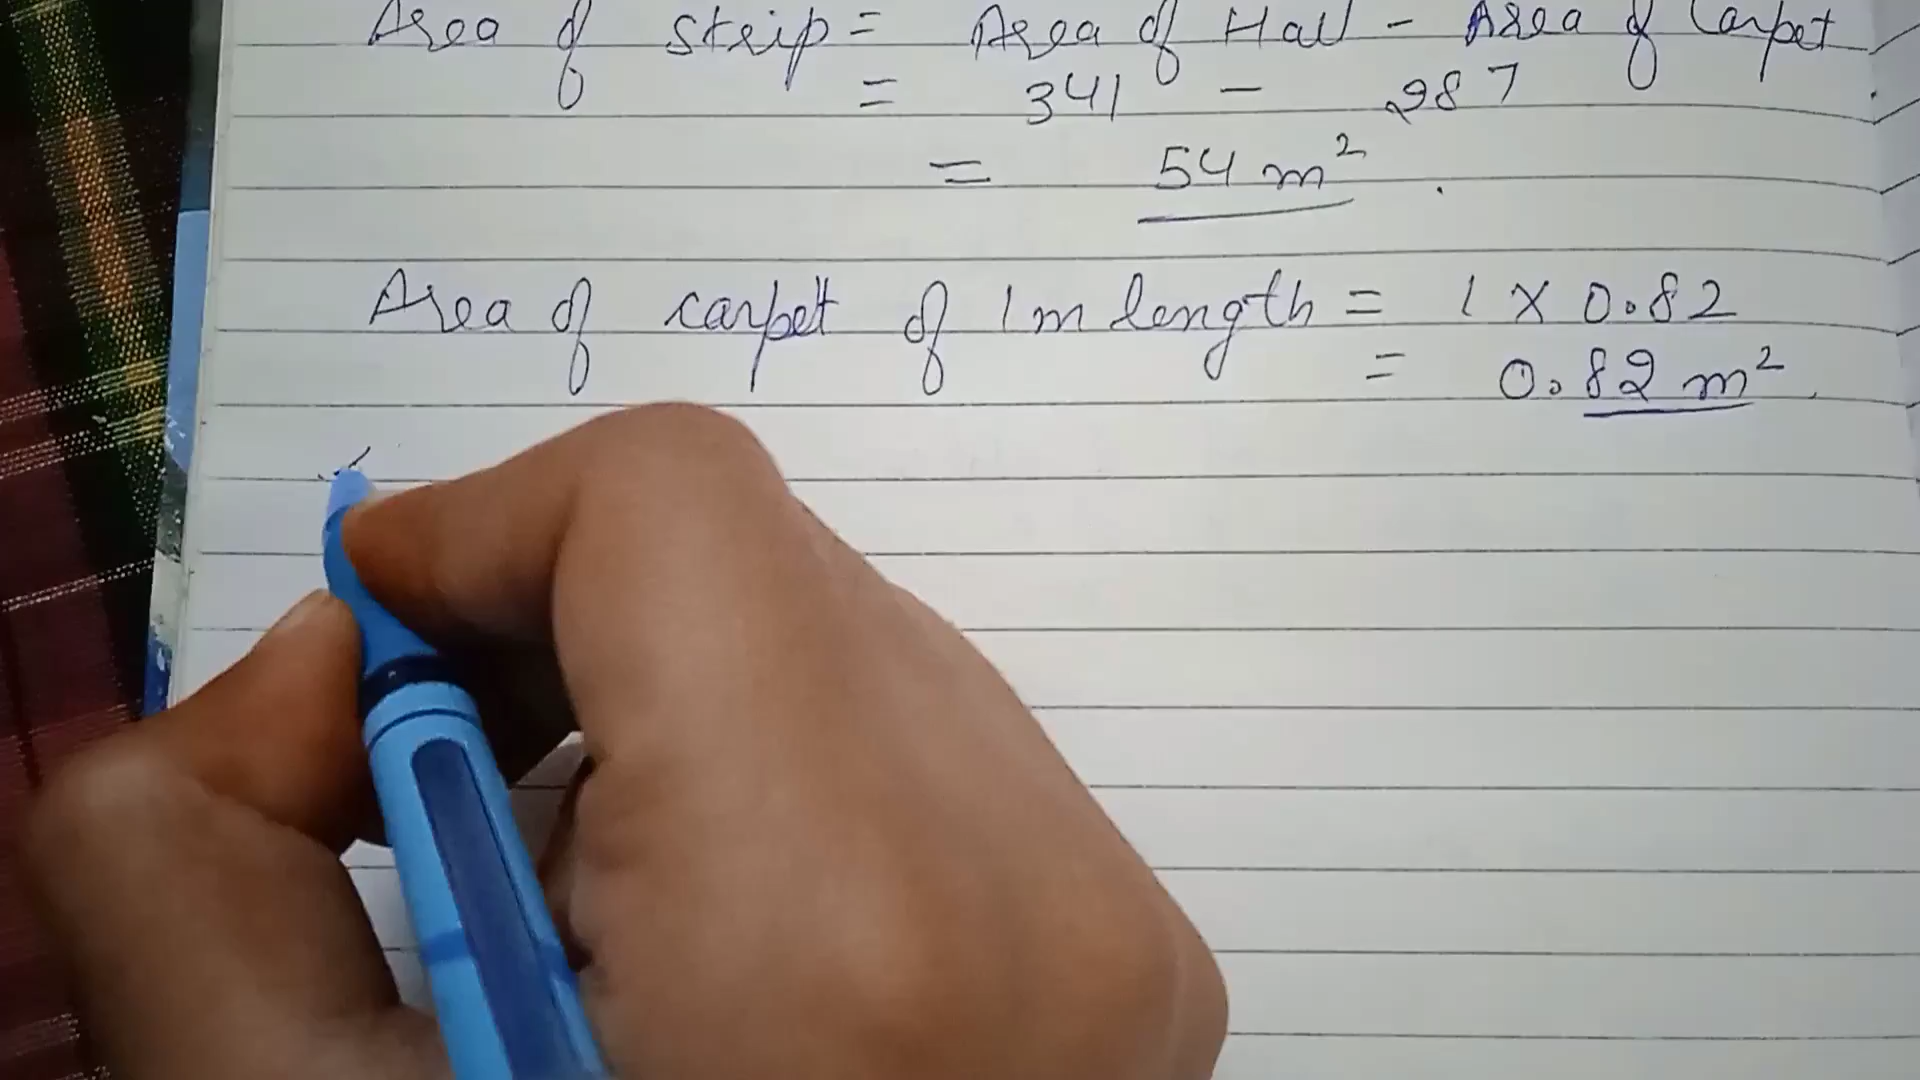 Area of strip = Area of Hall - Area of Carpet
= 341 - 287
= 54 m²
Area of carpet of 1m length = 1 × 0.82
= 0.82 m²